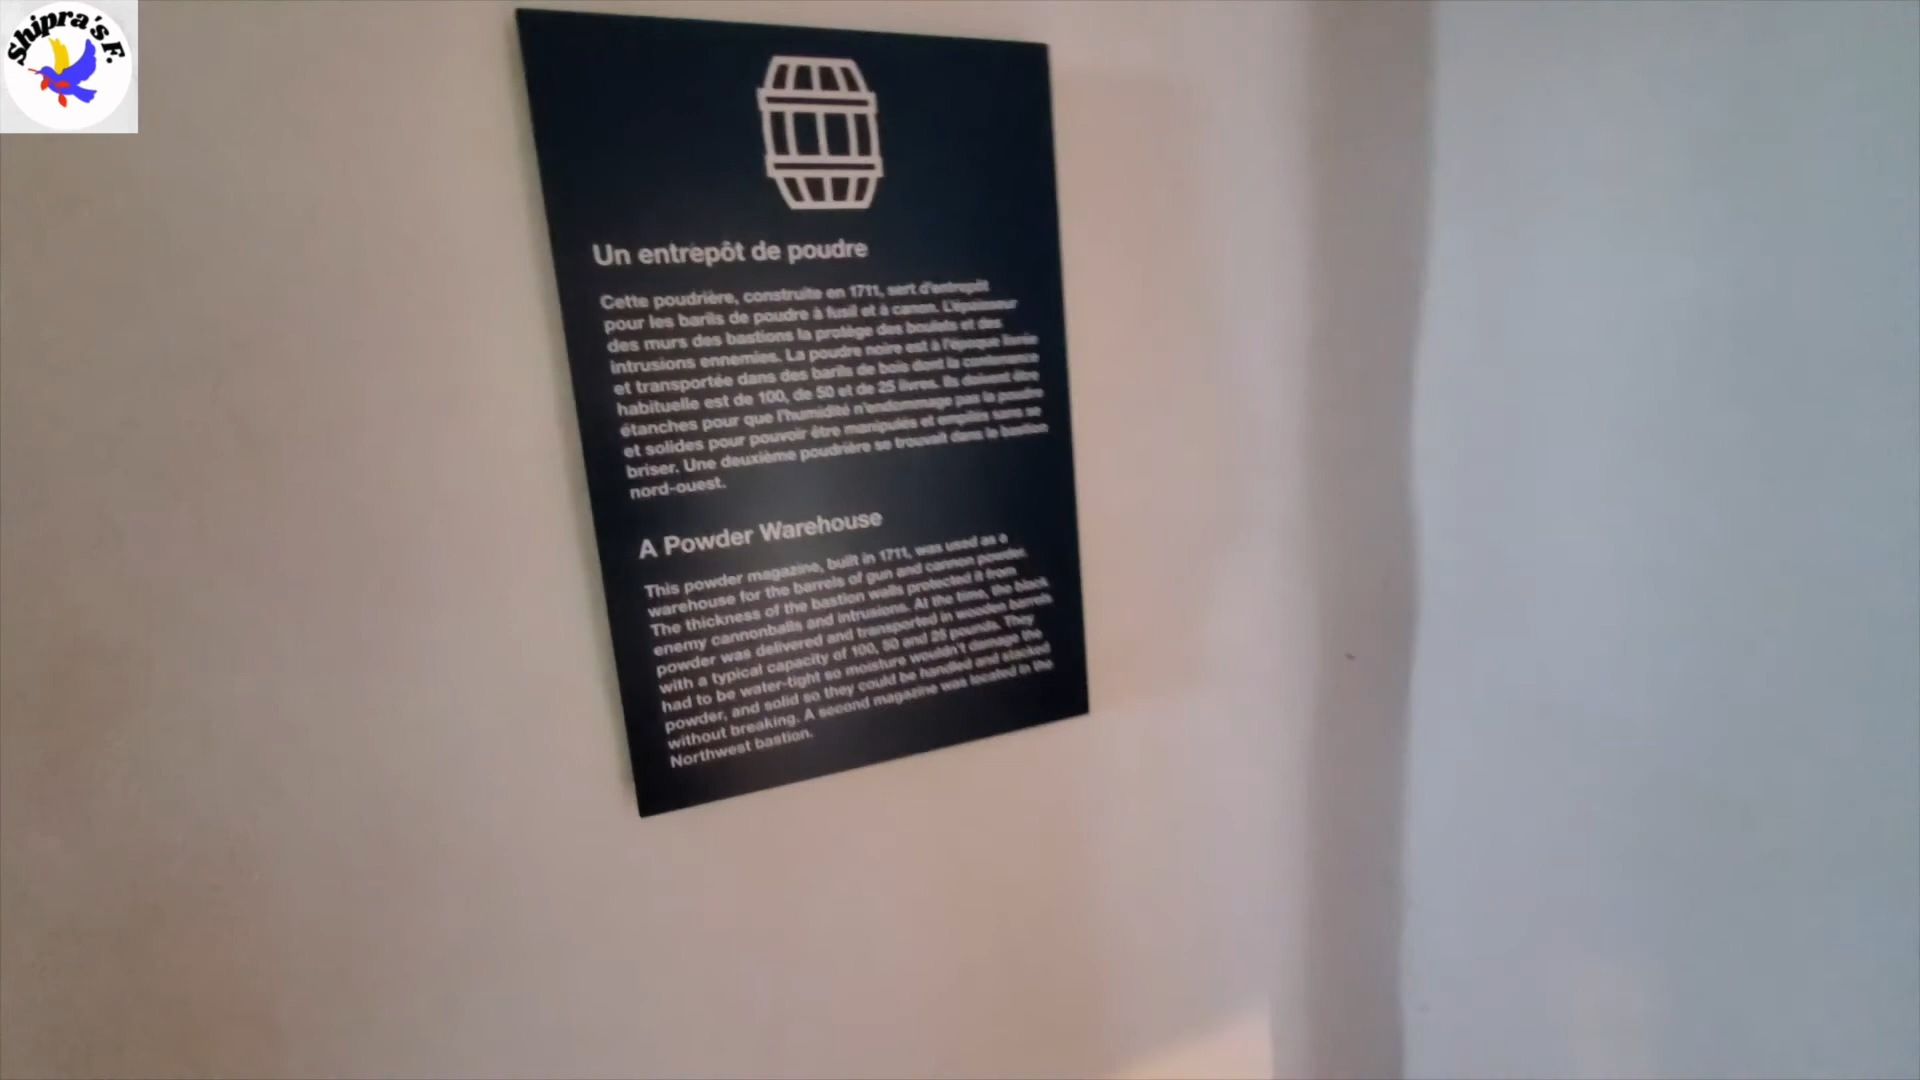 Shipra's F.
Un entrepôt de poudre
Cette poudrière, construite en 1711, sert d'entrepôt
pour les barils de poudre à fusil et à canon. L'épaisseur
des murs des bastions la protège des boulets et des
intrusions ennemies. La poudre noire est à l'époque livrée
et transportée dans des barils de bois dont la contenance
habituelle est de 100, de 50 et de 25 livres. Ils doivent être
étanches pour que l'humidité n'endommage pas la poudre
et solides pour pouvoir être manipulés et empilés sans se
briser. Une deuxième poudrière se trouvait dans le bastion
nord-ouest.
A Powder Warehouse
This powder magazine, built in 1711, was used as a
warehouse for the barrels of gun and cannon powder.
The thickness of the bastion walls protected it from
enemy cannonballs and intrusions. At the time, the black
powder was delivered and transported in wooden barrels
with a typical capacity of 100, 50 and 25 pounds. They
had to be water-tight so moisture wouldn't damage the
powder, and solid so they could be handled and stacked
without breaking. A second magazine was located in the
Northwest bastion.